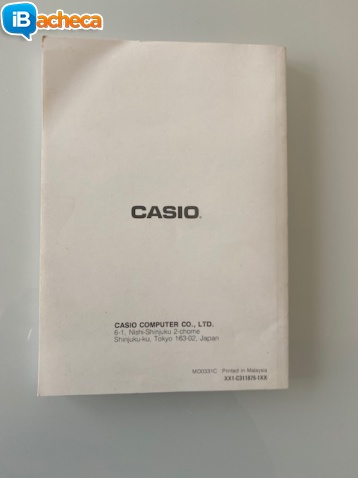 iBacheca
CASIO.
CASIO COMPUTER CO., LTD.
6-1, Nishi-Shinjuku 2-chome
Shinjuku-ku, Tokyo 163-02, Japan
Printed in Malaysia